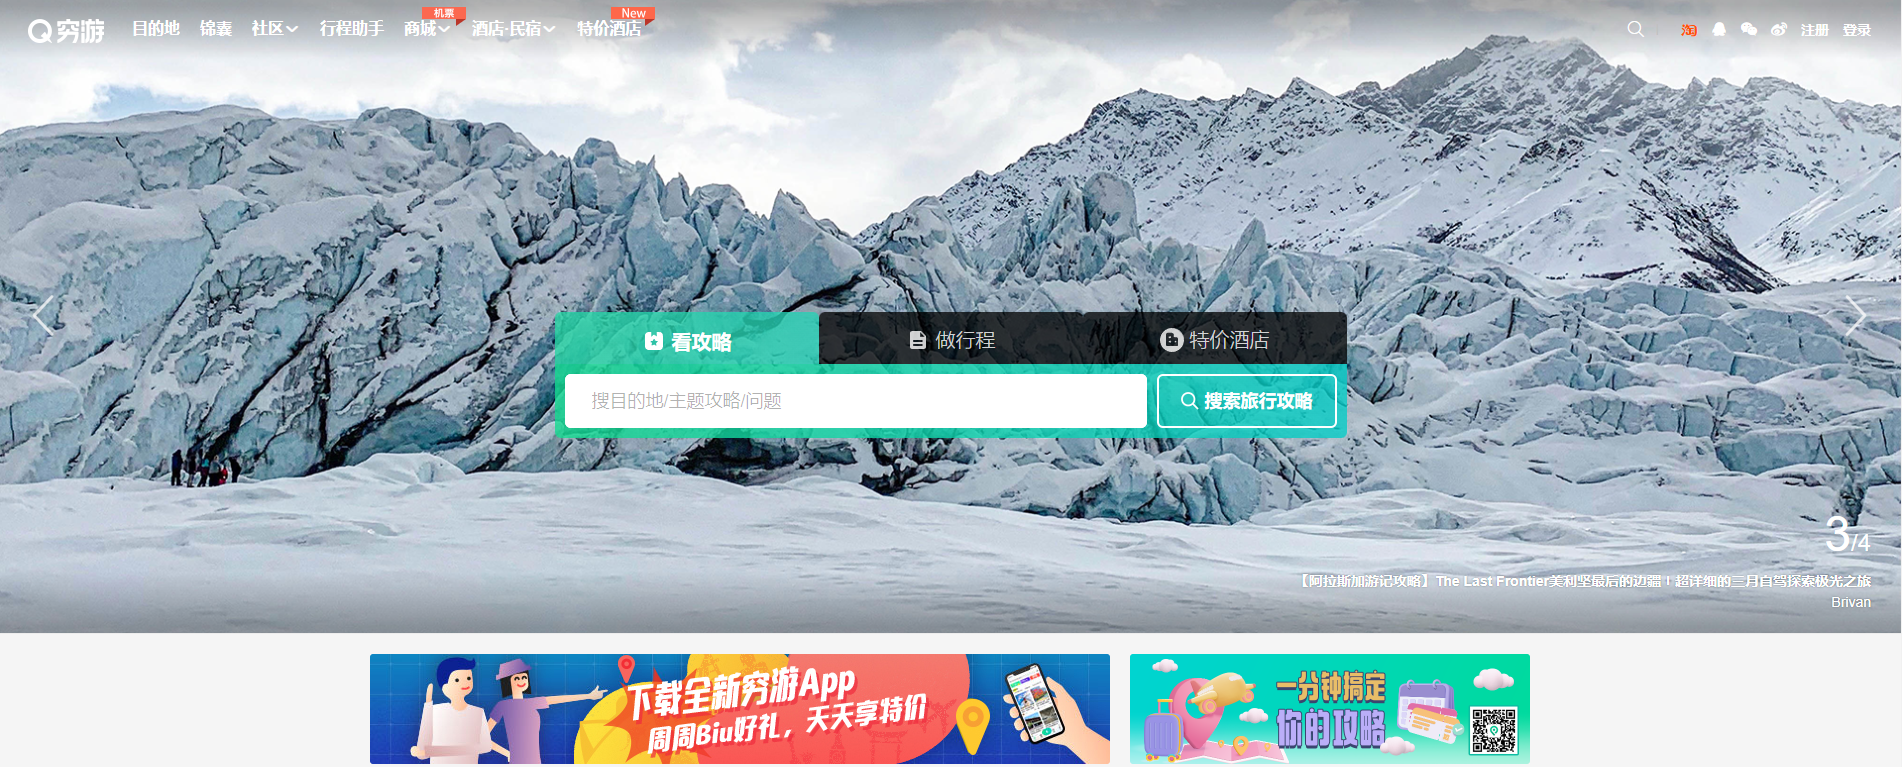 机票
New
穷游 目的地 锦囊 社区 行程助手 商城 酒店·民宿 特价酒店 淘 注册 登录
看攻略 做行程 特价酒店
搜目的地/主题攻略/问题 搜索旅行攻略
3/4
【阿拉斯加游记攻略】The Last Frontier美利坚最后的边疆 | 超详细的三月自驾探索极光之旅
Brivan
下载全新穷游App
周周Biu好礼，天天享特价
一分钟搞定
你的攻略